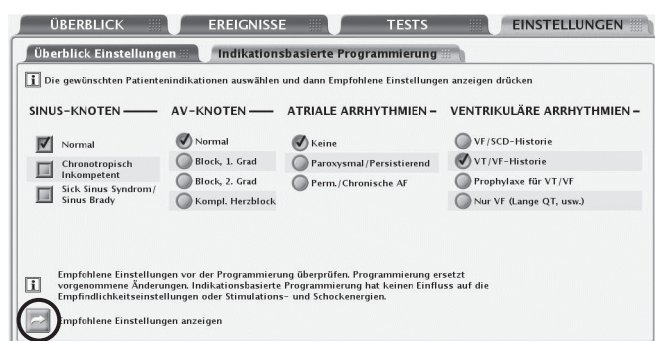 ÜBERBLICK EREIGNISSE TESTS EINSTELLUNGEN
Überblick Einstellungen Indikationsbasierte Programmierung
i Die gewünschten Patientenindikationen auswählen und dann Empfohlene Einstellungen anzeigen drücken
SINUS-KNOTEN AV-KNOTEN ATRIALE ARRHYTHMIEN VENTRIKULÄRE ARRHYTHMIEN
Normal
Chronotropisch
Inkompetent
Sick Sinus Syndrom/
Sinus Brady
Normal
Block, 1. Grad
Block, 2. Grad
Kompl. Herzblock
Keine
Paroxysmal/Persistierend
Perm./Chronische AF
VF/SCD-Historie
VT/VF-Historie
Prophylaxe für VT/VF
Nur VF (Lange QT, usw.)
i Empfohlene Einstellungen vor der Programmierung überprüfen. Programmierung ersetzt
vorgenommene Änderungen. Indikationsbasierte Programmierung hat keinen Einfluss auf die
Empfindlichkeitseinstellungen oder Stimulations- und Schockenergien.
Empfohlene Einstellungen anzeigen